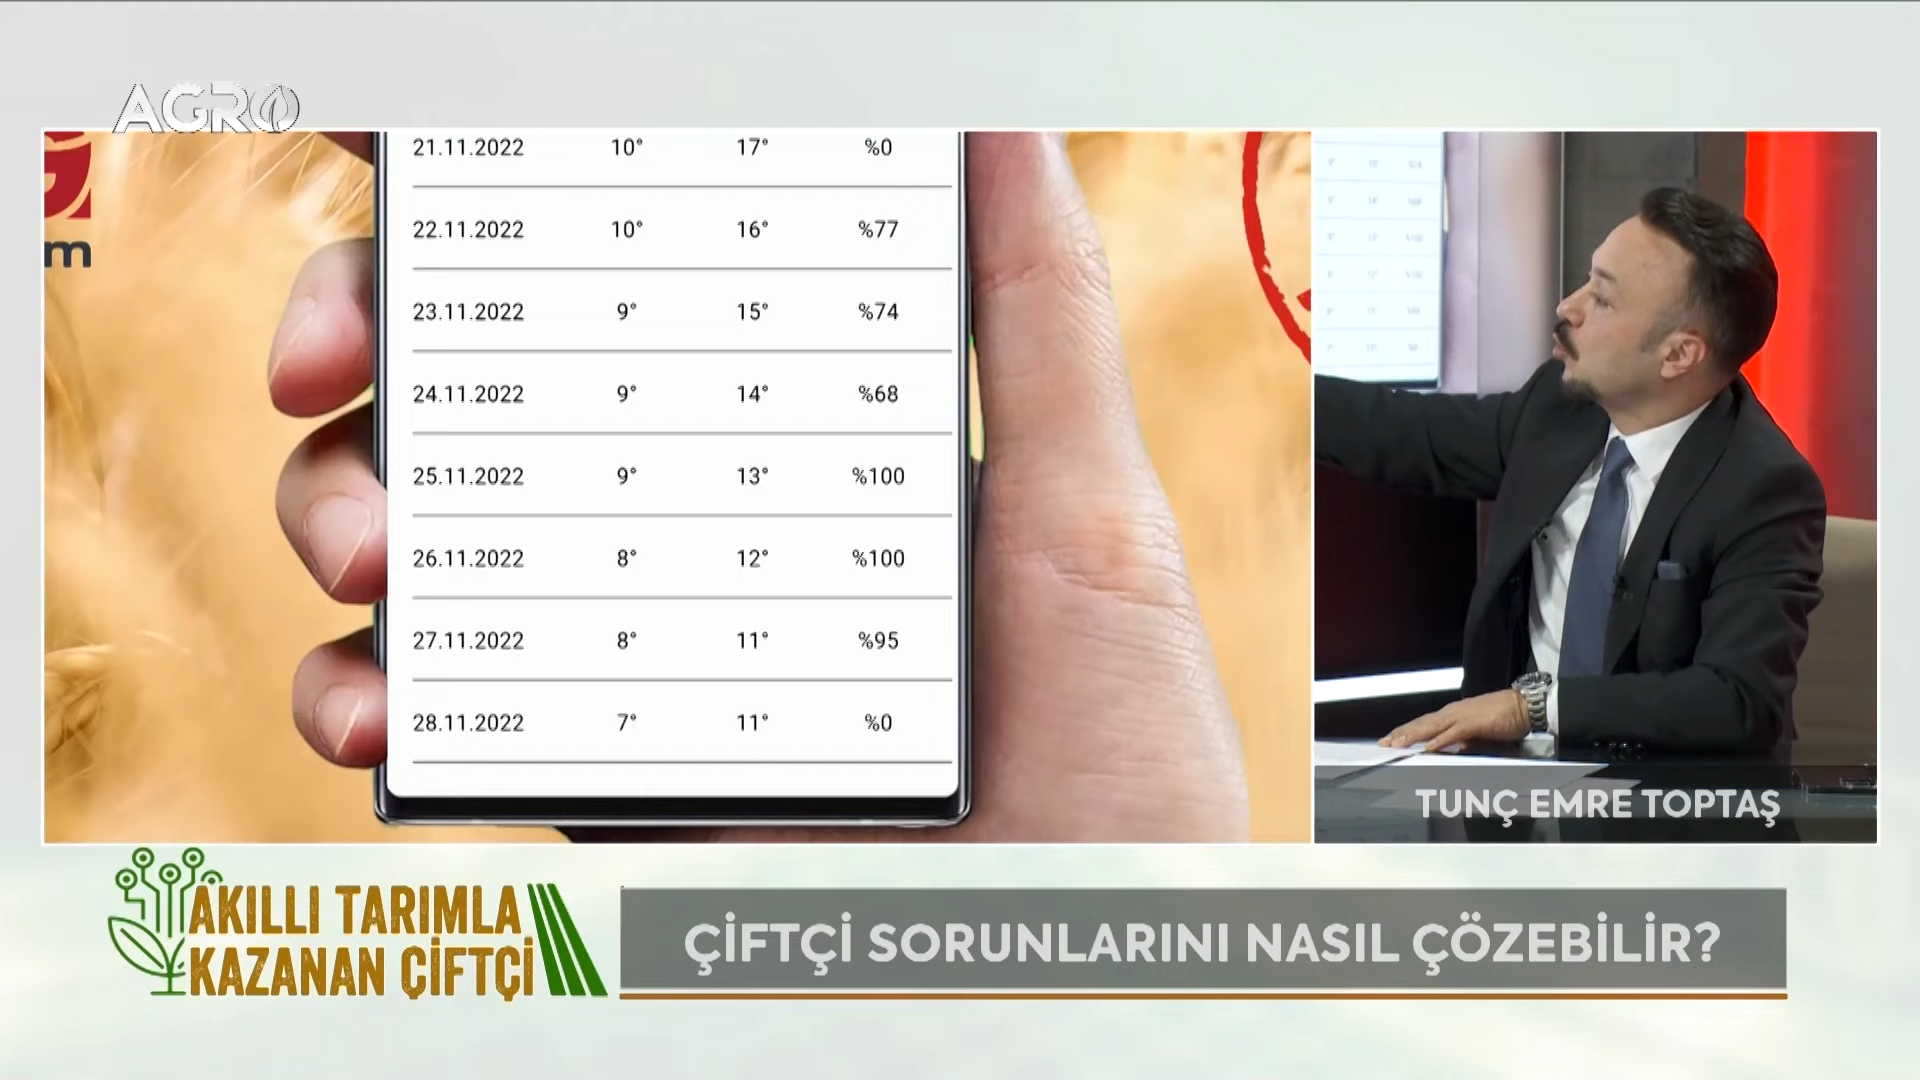 AGRO
m
21.11.2022 10° 17° %0
22.11.2022 10° 16° %77
23.11.2022 9° 15° %74
24.11.2022 9° 14° %68
25.11.2022 9° 13° %100
26.11.2022 8° 12° %100
27.11.2022 8° 11° %95
28.11.2022 7° 11° %0
TUNÇ EMRE TOPTAŞ
AKILLI TARIMLA
KAZANAN ÇİFTÇİ
ÇİFTÇİ SORUNLARINI NASIL ÇÖZEBİLİR?